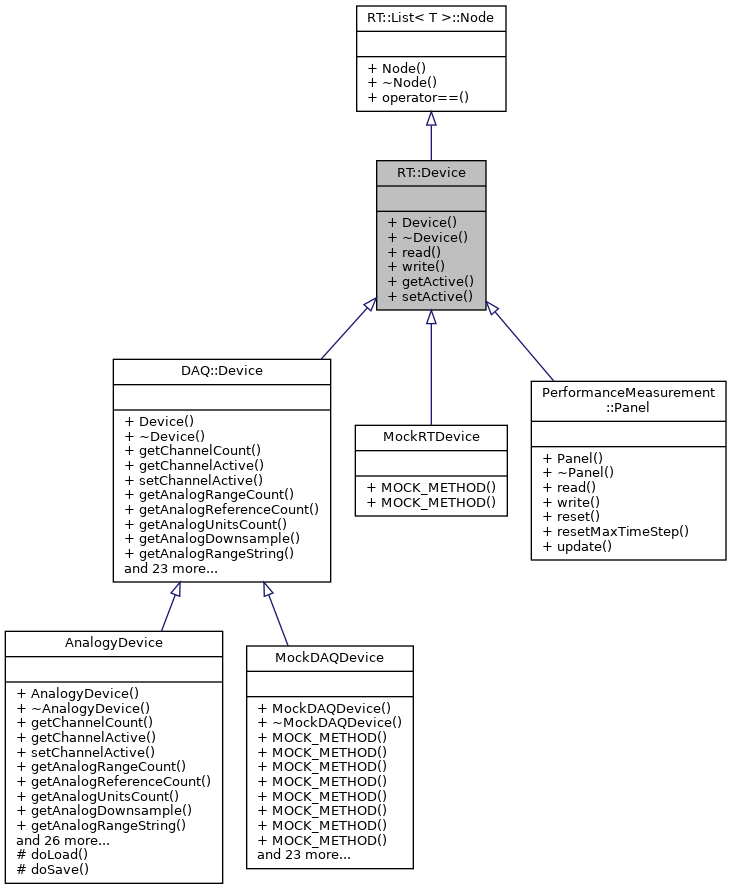 RT::List< T >::Node
+ Node()
+ ~Node()
+ operator==()
RT::Device
+ Device()
+ ~Device()
+ read()
+ write()
+ getActive()
+ setActive()
DAQ::Device
+ Device()
+ ~Device()
+ getChannelCount()
+ getChannelActive()
+ setChannelActive()
+ getAnalogRangeCount()
+ getAnalogReferenceCount()
+ getAnalogUnitsCount()
+ getAnalogDownsample()
+ getAnalogRangeString()
and 23 more...
MockRTDevice
+ MOCK_METHOD()
+ MOCK_METHOD()
PerformanceMeasurement
::Panel
+ Panel()
+ ~Panel()
+ read()
+ write()
+ reset()
+ resetMaxTimeStep()
+ update()
AnalogyDevice
+ AnalogyDevice()
+ ~AnalogyDevice()
+ getChannelCount()
+ getChannelActive()
+ setChannelActive()
+ getAnalogRangeCount()
+ getAnalogReferenceCount()
+ getAnalogUnitsCount()
+ getAnalogDownsample()
+ getAnalogRangeString()
and 26 more...
# doLoad()
# doSave()
MockDAQDevice
+ MockDAQDevice()
+ ~MockDAQDevice()
+ MOCK_METHOD()
+ MOCK_METHOD()
+ MOCK_METHOD()
+ MOCK_METHOD()
+ MOCK_METHOD()
+ MOCK_METHOD()
+ MOCK_METHOD()
+ MOCK_METHOD()
and 23 more...